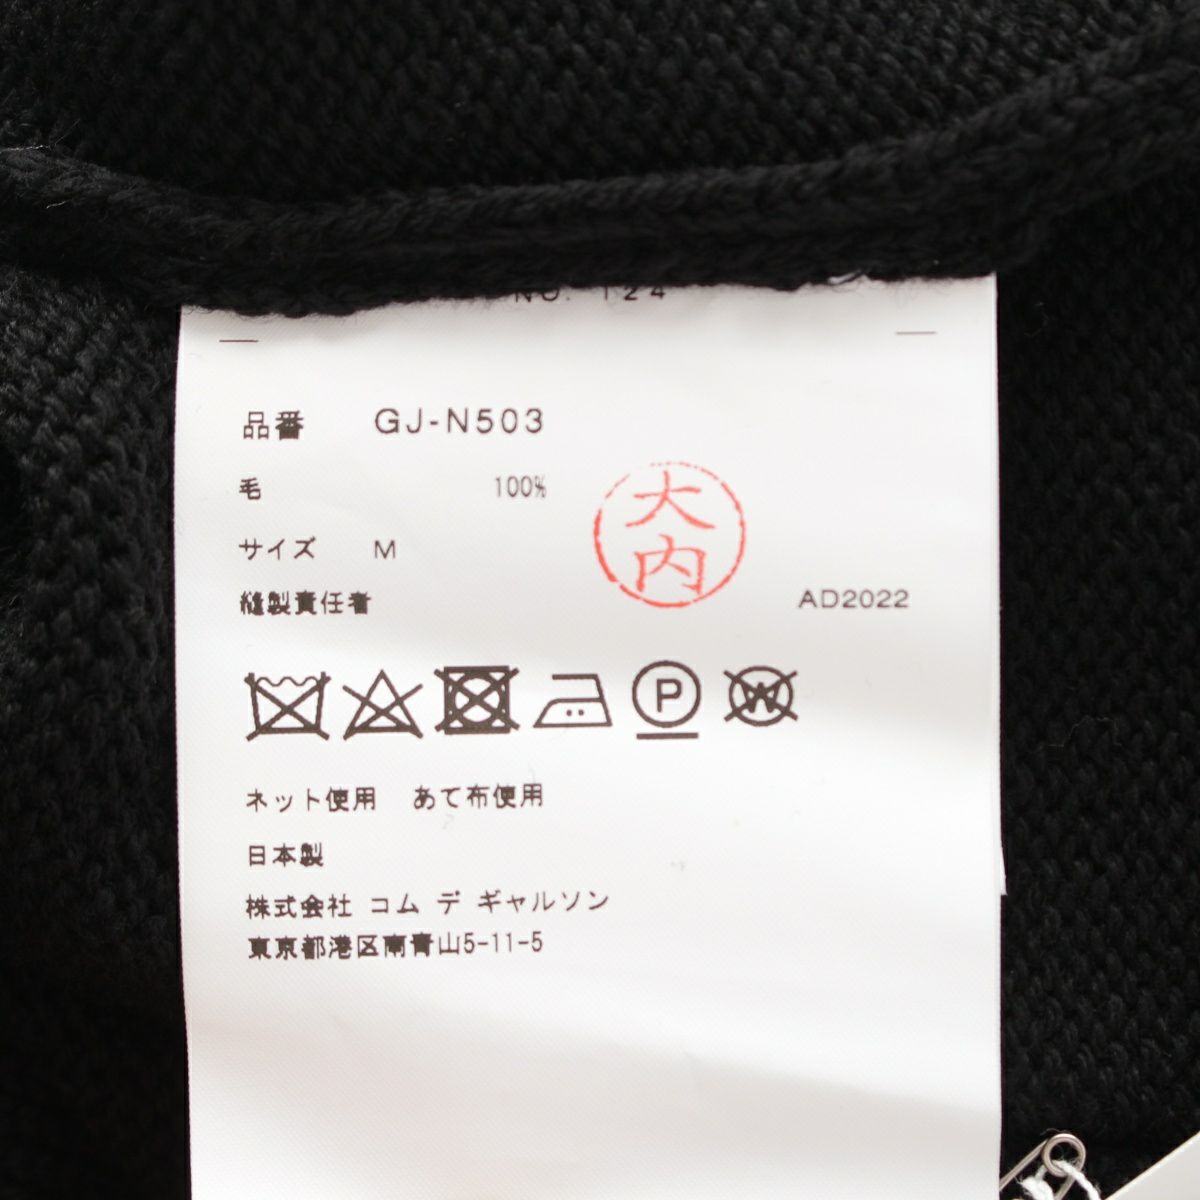 NO. 124
品番 GJ-N503
毛 100%
大内
サイズ M
縫製責任者
AD2022
P
W
ネット使用 あて布使用
日本製
株式会社 コム デ ギャルソン
東京都港区南青山5-11-5